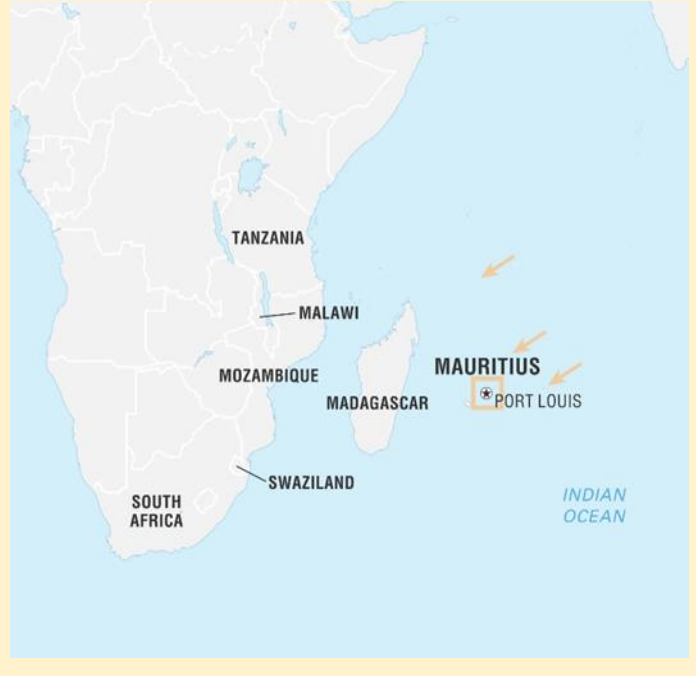 TANZANIA
MALAWI
MOZAMBIQUE
MAURITIUS
MADAGASCAR
PORT LOUIS
SWAZILAND
SOUTH
AFRICA
INDIAN
OCEAN